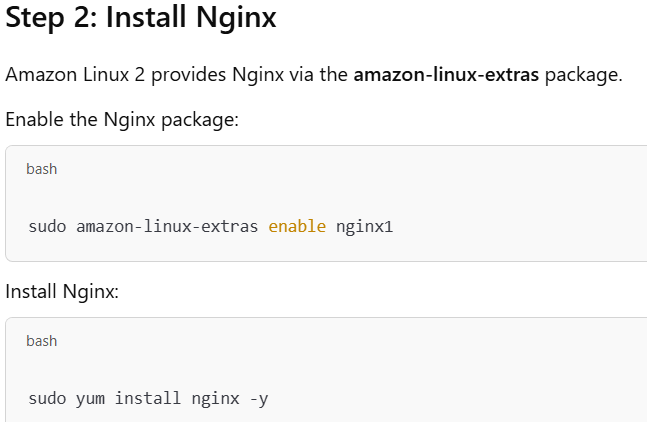 Step 2: Install Nginx
Amazon Linux 2 provides Nginx via the amazon-linux-extras package.
Enable the Nginx package:
bash
sudo amazon-linux-extras enable nginx1
Install Nginx:
bash
sudo yum install nginx -y